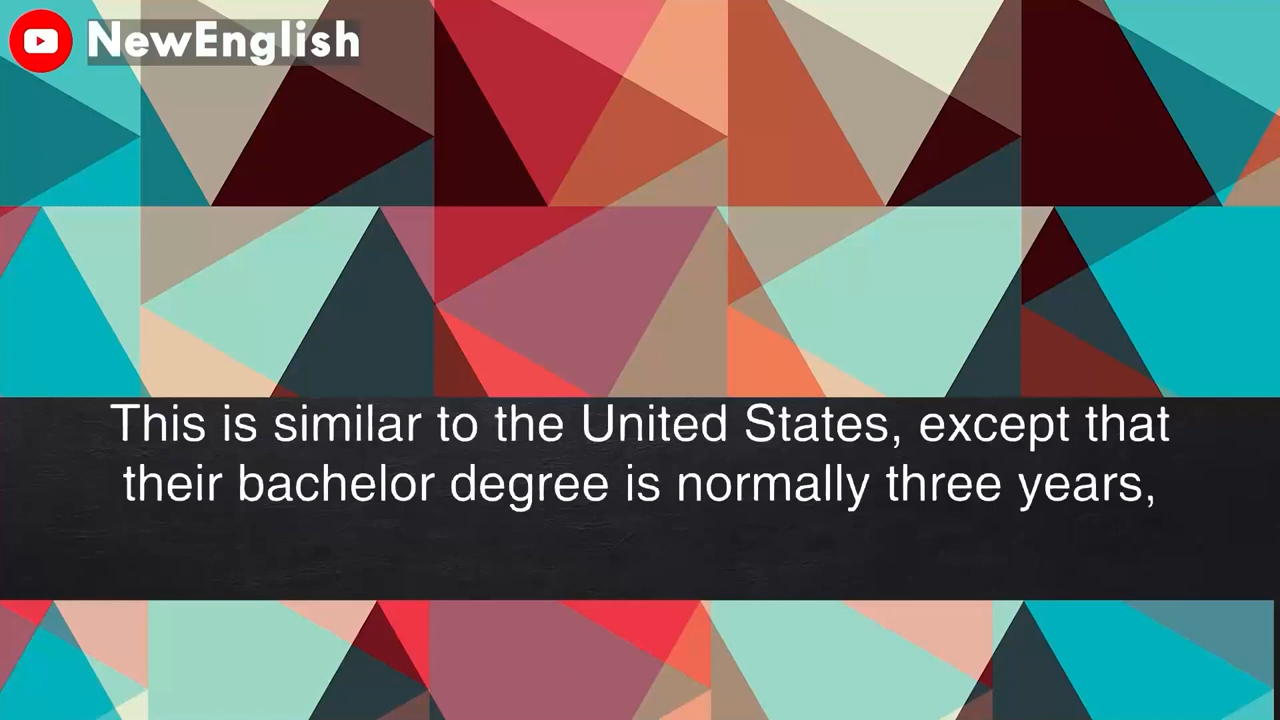 NewEnglish
This is similar to the United States, except that
their bachelor degree is normally three years,